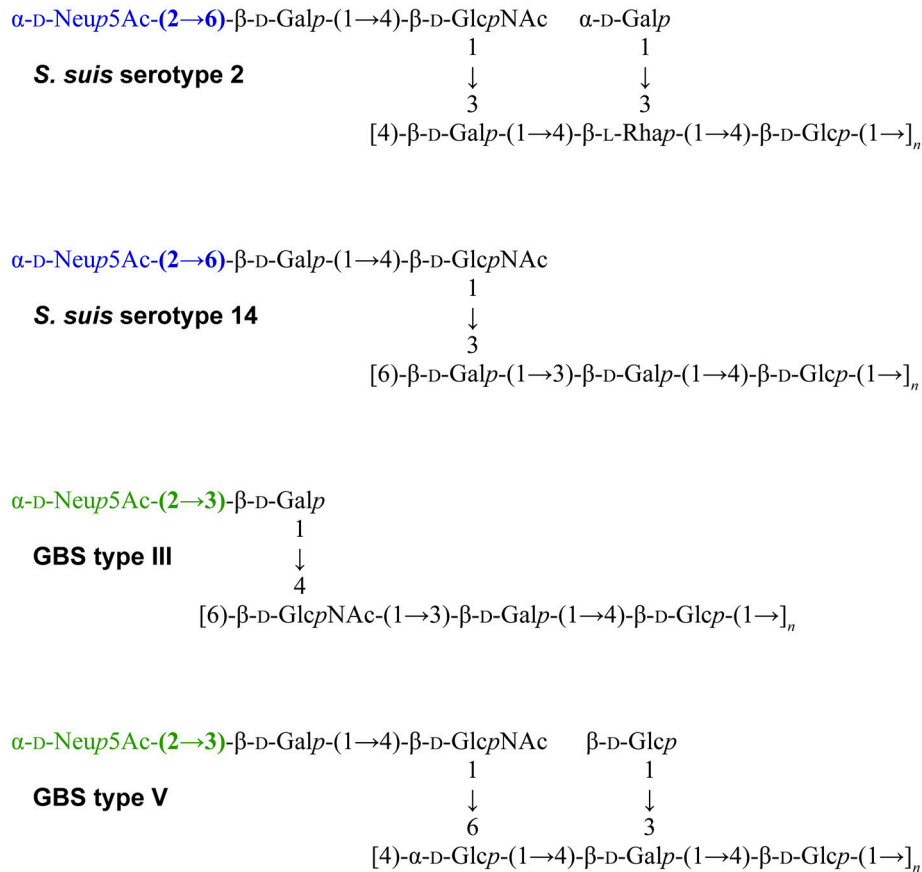 α-D-Neup5Ac-(2→6)-β-D-Galp-(1→4)-β-D-GlcpNAc α-D-Galp
1 1
↓ ↓
S. suis serotype 2
3 3
[4)-β-D-Galp-(1→4)-β-L-Rhap-(1→4)-β-D-Glcp-(1→]n
α-D-Neup5Ac-(2→6)-β-D-Galp-(1→4)-β-D-GlcpNAc
1
↓
S. suis serotype 14
3
[6)-β-D-Galp-(1→3)-β-D-Galp-(1→4)-β-D-Glcp-(1→]n
α-D-Neup5Ac-(2→3)-β-D-Galp
1
↓
GBS type III
4
[6)-β-D-GlcpNAc-(1→3)-β-D-Galp-(1→4)-β-D-Glcp-(1→]n
α-D-Neup5Ac-(2→3)-β-D-Galp-(1→4)-β-D-GlcpNAc β-D-Glcp
1 1
↓ ↓
GBS type V
6 3
[4)-α-D-Glcp-(1→4)-β-D-Galp-(1→4)-β-D-Glcp-(1→]n